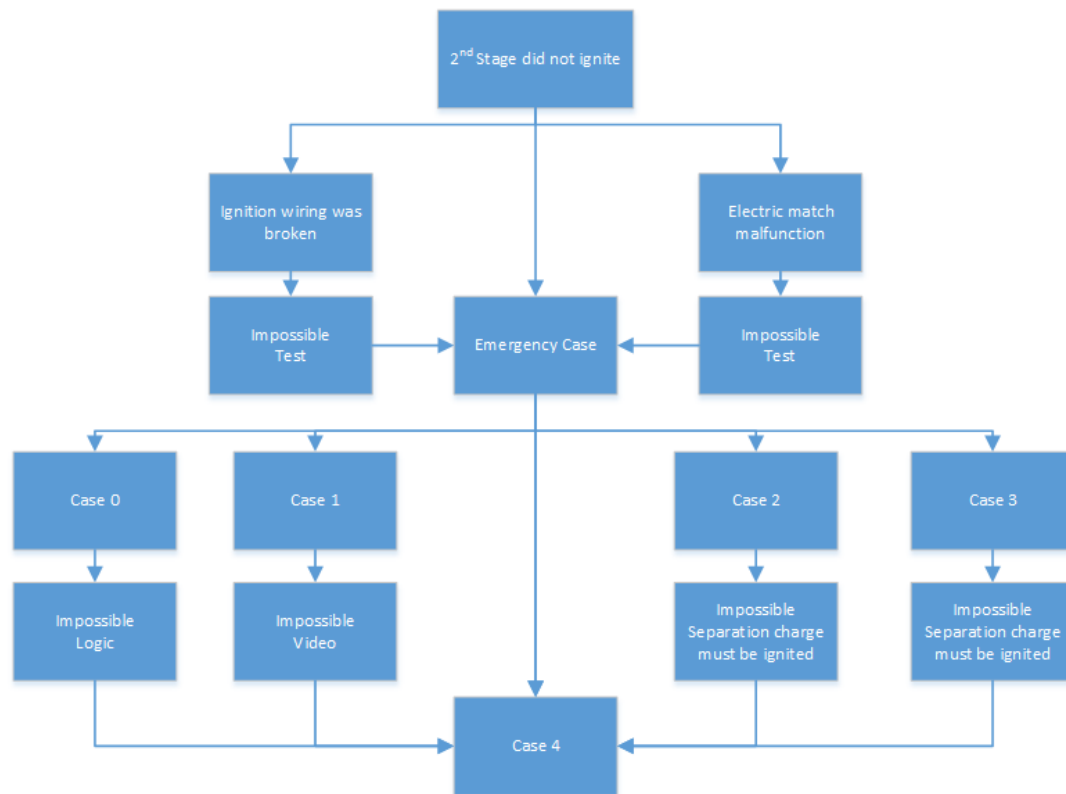 2nd Stage did not ignite
Ignition wiring was
broken
Electric match
malfunction
Impossible
Test
Emergency Case
Impossible
Test
Case 0
Case 1
Case 2
Case 3
Impossible
Logic
Impossible
Video
Impossible
Separation charge
must be ignited
Impossible
Separation charge
must be ignited
Case 4